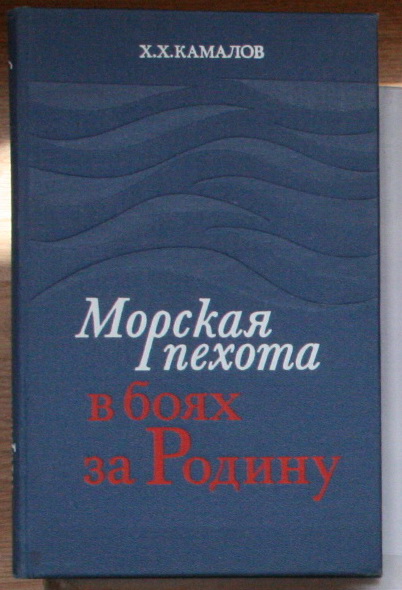 Х.Х.КАМАЛОВ
Морская
пехота
в боях
за Родину